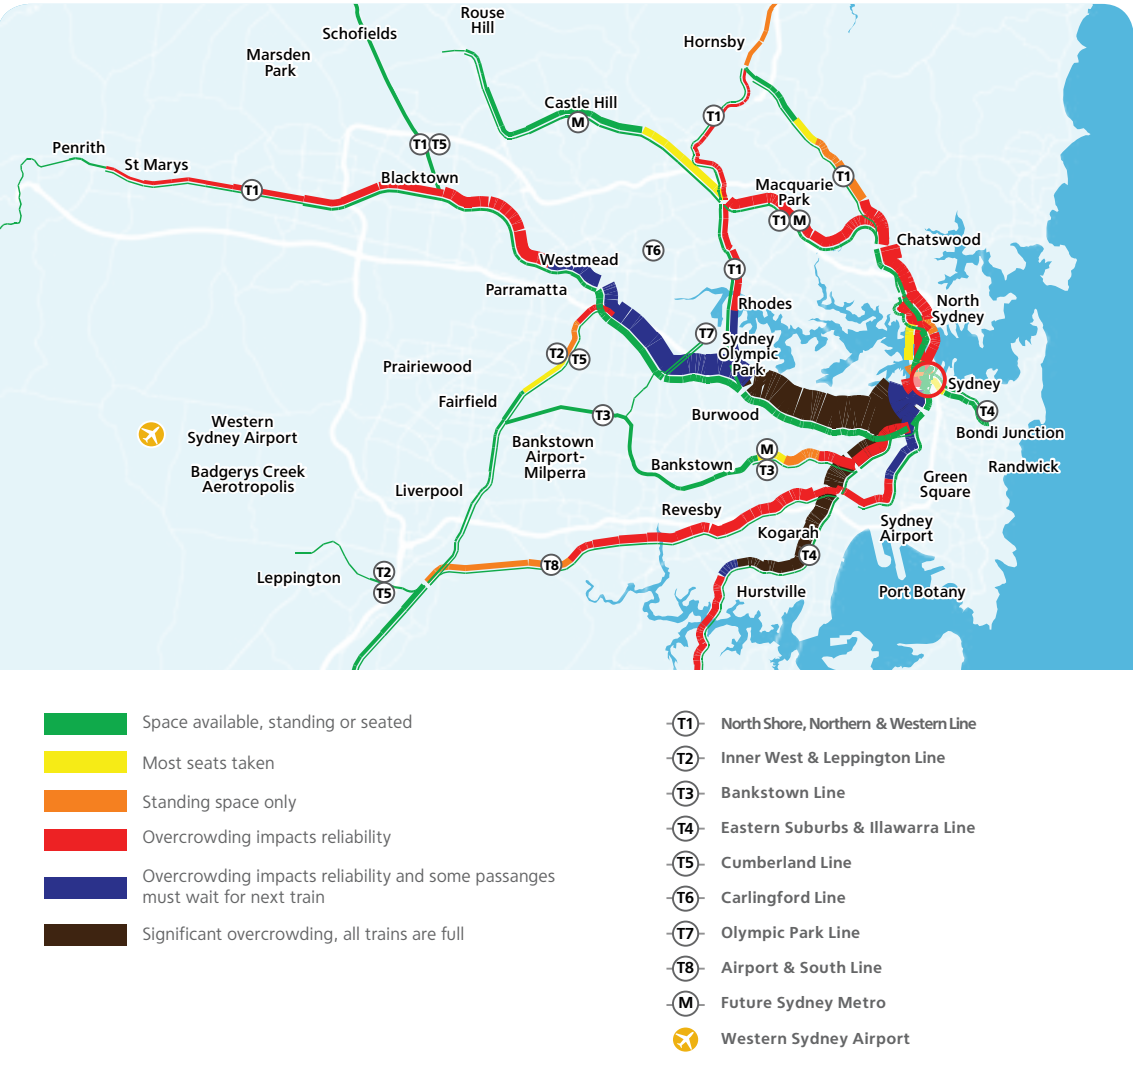 Rouse
Hill
Schofields
Hornsby
Marsden
Park
Castle Hill
M
T1
T1 T5
Penrith
St Marys
T1
Blacktown
T1
Macquarie
Park
T1 M
Chatswood
T6
Westmead
T1
Parramatta
Rhodes
North
Sydney
T7
Sydney
Olympic
Park
T2
T5
Prairiewood
Sydney
Fairfield
T3
Burwood
T4
Bondi Junction
Western
Sydney Airport
Bankstown
Airport-
Milperra
M
T3
Bankstown
Randwick
Badgerys Creek
Aerotropolis
Liverpool
Green
Square
Revesby
Sydney
Airport
Kogarah
T4
T8
Leppington
T2
T5
Hurstville
Port Botany
Space available, standing or seated
Most seats taken
Standing space only
Overcrowding impacts reliability
Overcrowding impacts reliability and some passanges
must wait for next train
Significant overcrowding, all trains are full
T1 North Shore, Northern & Western Line
T2 Inner West & Leppington Line
T3 Bankstown Line
T4 Eastern Suburbs & Illawarra Line
T5 Cumberland Line
T6 Carlingford Line
T7 Olympic Park Line
T8 Airport & South Line
M Future Sydney Metro
Western Sydney Airport